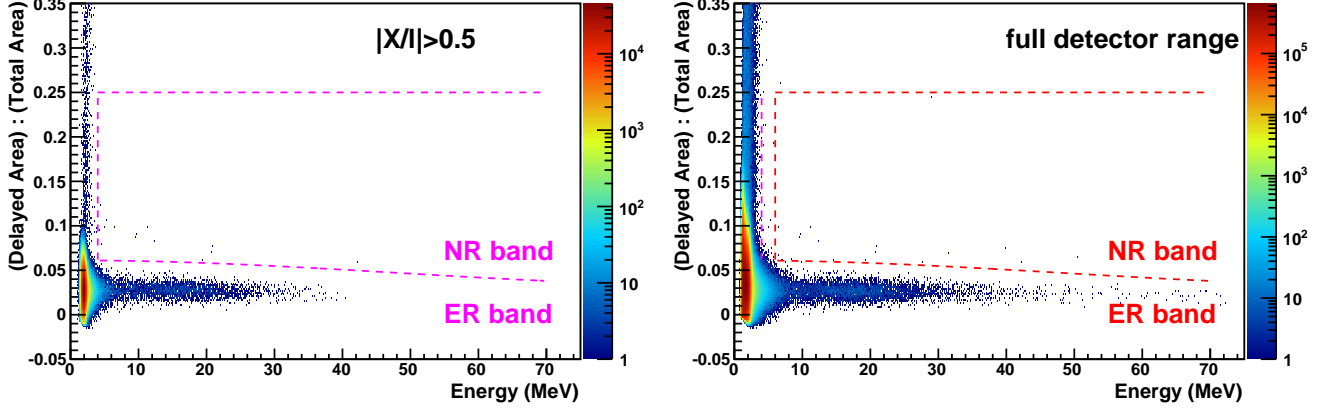 |X/l|>0.5
(Delayed Area) : (Total Area)
0.35
0.3
0.25
0.2
0.15
0.1
0.05
0
-0.05
NR band
ER band
0 10 20 30 40 50 60 70
Energy (MeV)
10⁴
10³
10²
10
1
full detector range
(Delayed Area) : (Total Area)
0.35
0.3
0.25
0.2
0.15
0.1
0.05
0
-0.05
NR band
ER band
0 10 20 30 40 50 60 70
Energy (MeV)
10⁵
10⁴
10³
10²
10
1